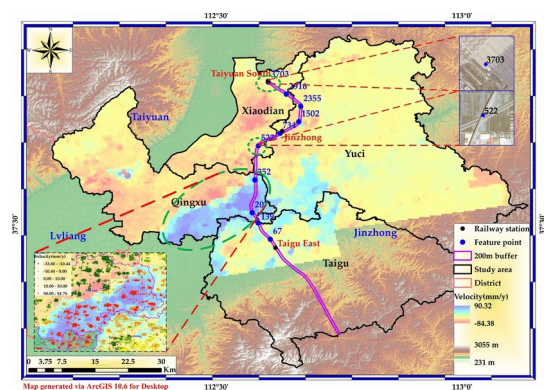 112°30' 113°0'
3703
Taiyuan South
3703
2916
Taiyuan
Xiaodian
2355
1502
734
522
522
Jinzhong
Yuci
352
Qingxu
37°30'
37°30'
207
Lvliang
139
Jinzhong
67
Railway station
Feature point
Taigu East
200m buffer
Study area
Taigu
District
Velocity(mm/y)
Velocity(mm/y)
90.32
-84.38
3055 m
231 m
0 3.75 7.5 15 22.5 30
Km
Map generated via ArcGIS 10.6 for Desktop
112°30' 113°0'